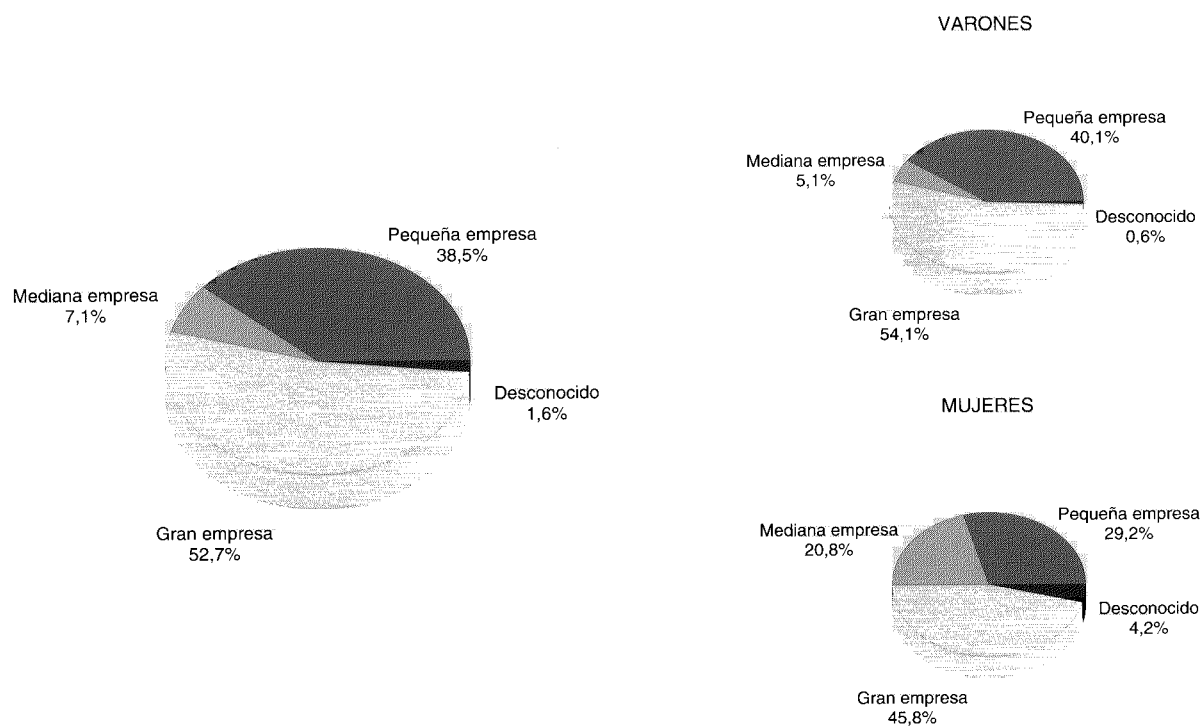 Pequeña empresa
38,5%
Mediana empresa
7,1%
Desconocido
1,6%
Gran empresa
52,7%
VARONES
Pequeña empresa
40,1%
Mediana empresa
5,1%
Desconocido
0,6%
Gran empresa
54,1%
MUJERES
Pequeña empresa
29,2%
Mediana empresa
20,8%
Desconocido
4,2%
Gran empresa
45,8%